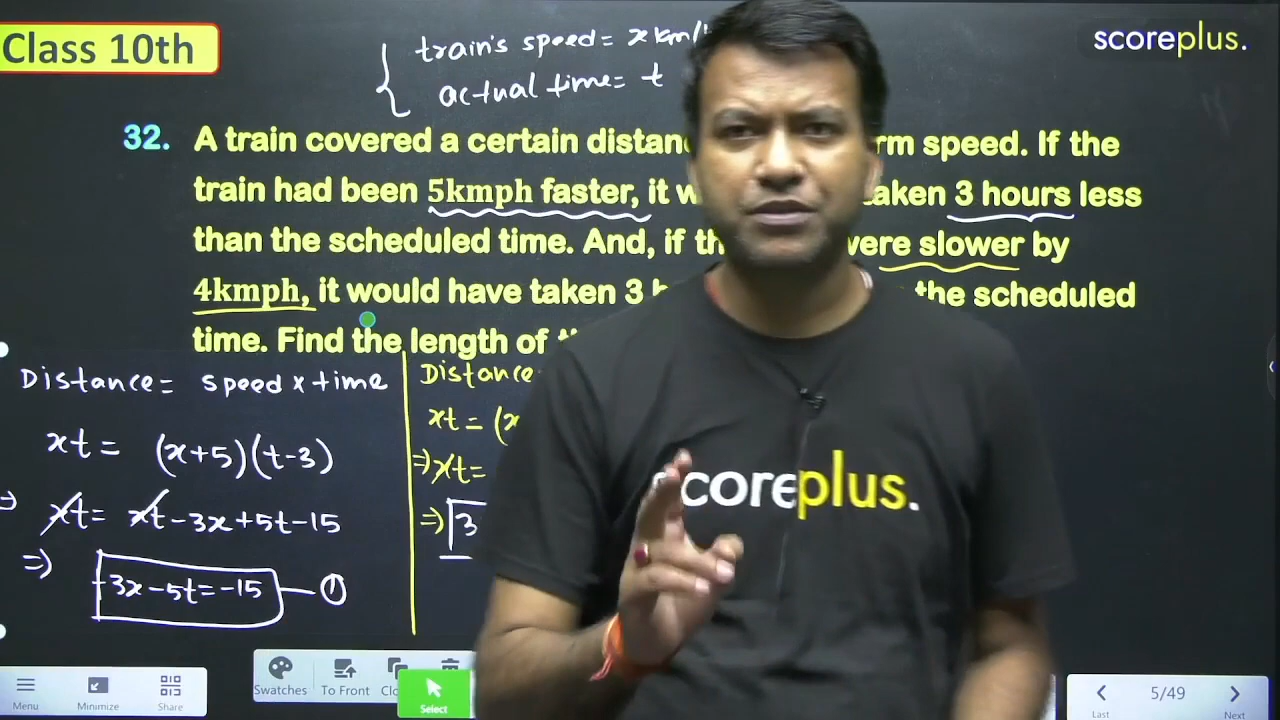 Class 10th
train's speed = x km/
actual time = t
scoreplus.
32. A train covered a certain rm speed. If the
train had been 5kmph faster, it taken 3 hours less
than the scheduled time. And, if were slower by
4kmph, it would have taken 3 the scheduled
time. Find the length of
Distance = speed x time
xt = (x+5)(t-3)
⇒ xt = xt - 3x + 5t - 15
⇒ 3x - 5t = -15 — ①
Distance
xt = (x
⇒ xt =
⇒ 3
scoreplus.
Menu
Minimize
Share
Swatches
To Front
Select
5/49
Last
Next